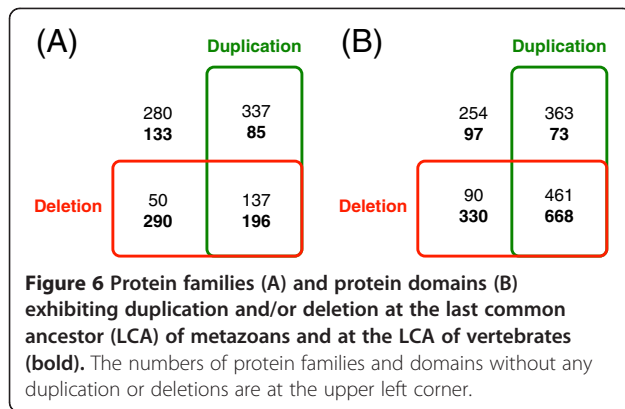 (A)
Duplication
280
133
337
85
Deletion
50
290
137
196
(B)
Duplication
254
97
363
73
Deletion
90
330
461
668
Figure 6 Protein families (A) and protein domains (B)
exhibiting duplication and/or deletion at the last common
ancestor (LCA) of metazoans and at the LCA of vertebrates
(bold). The numbers of protein families and domains without any
duplication or deletions are at the upper left corner.